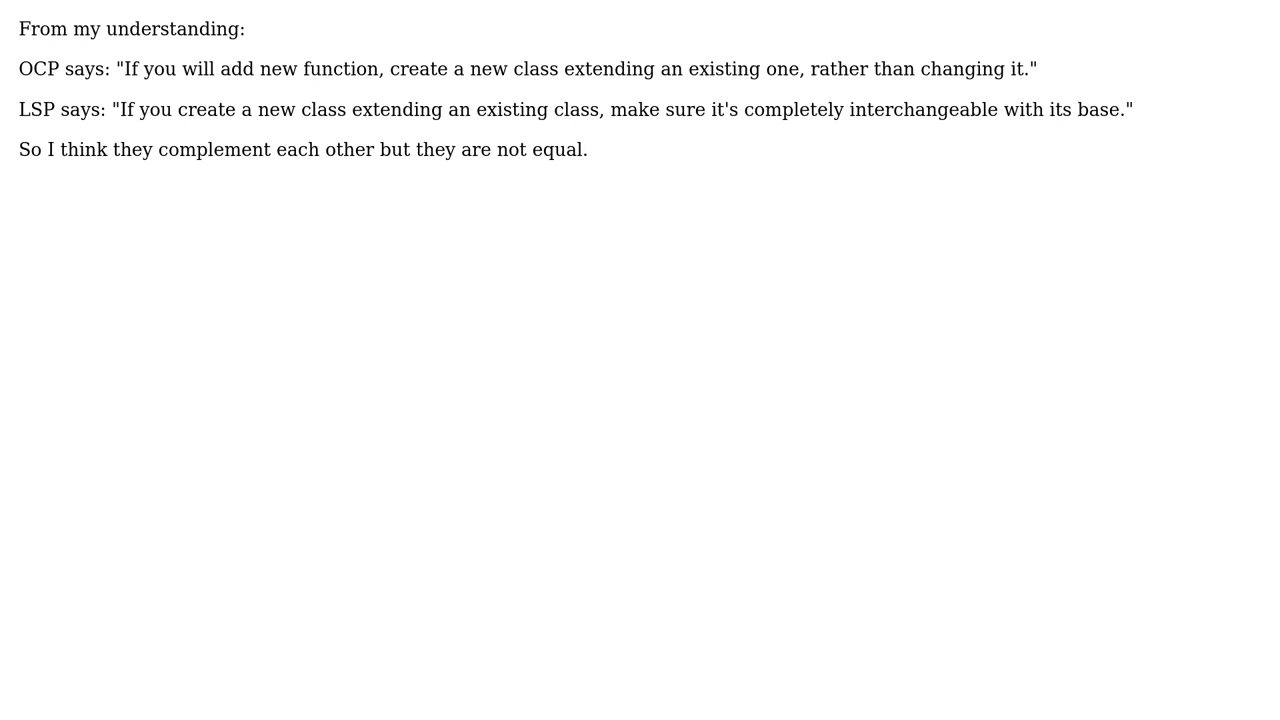 From my understanding:
OCP says: "If you will add new function, create a new class extending an existing one, rather than changing it."
LSP says: "If you create a new class extending an existing class, make sure it's completely interchangeable with its base."
So I think they complement each other but they are not equal.